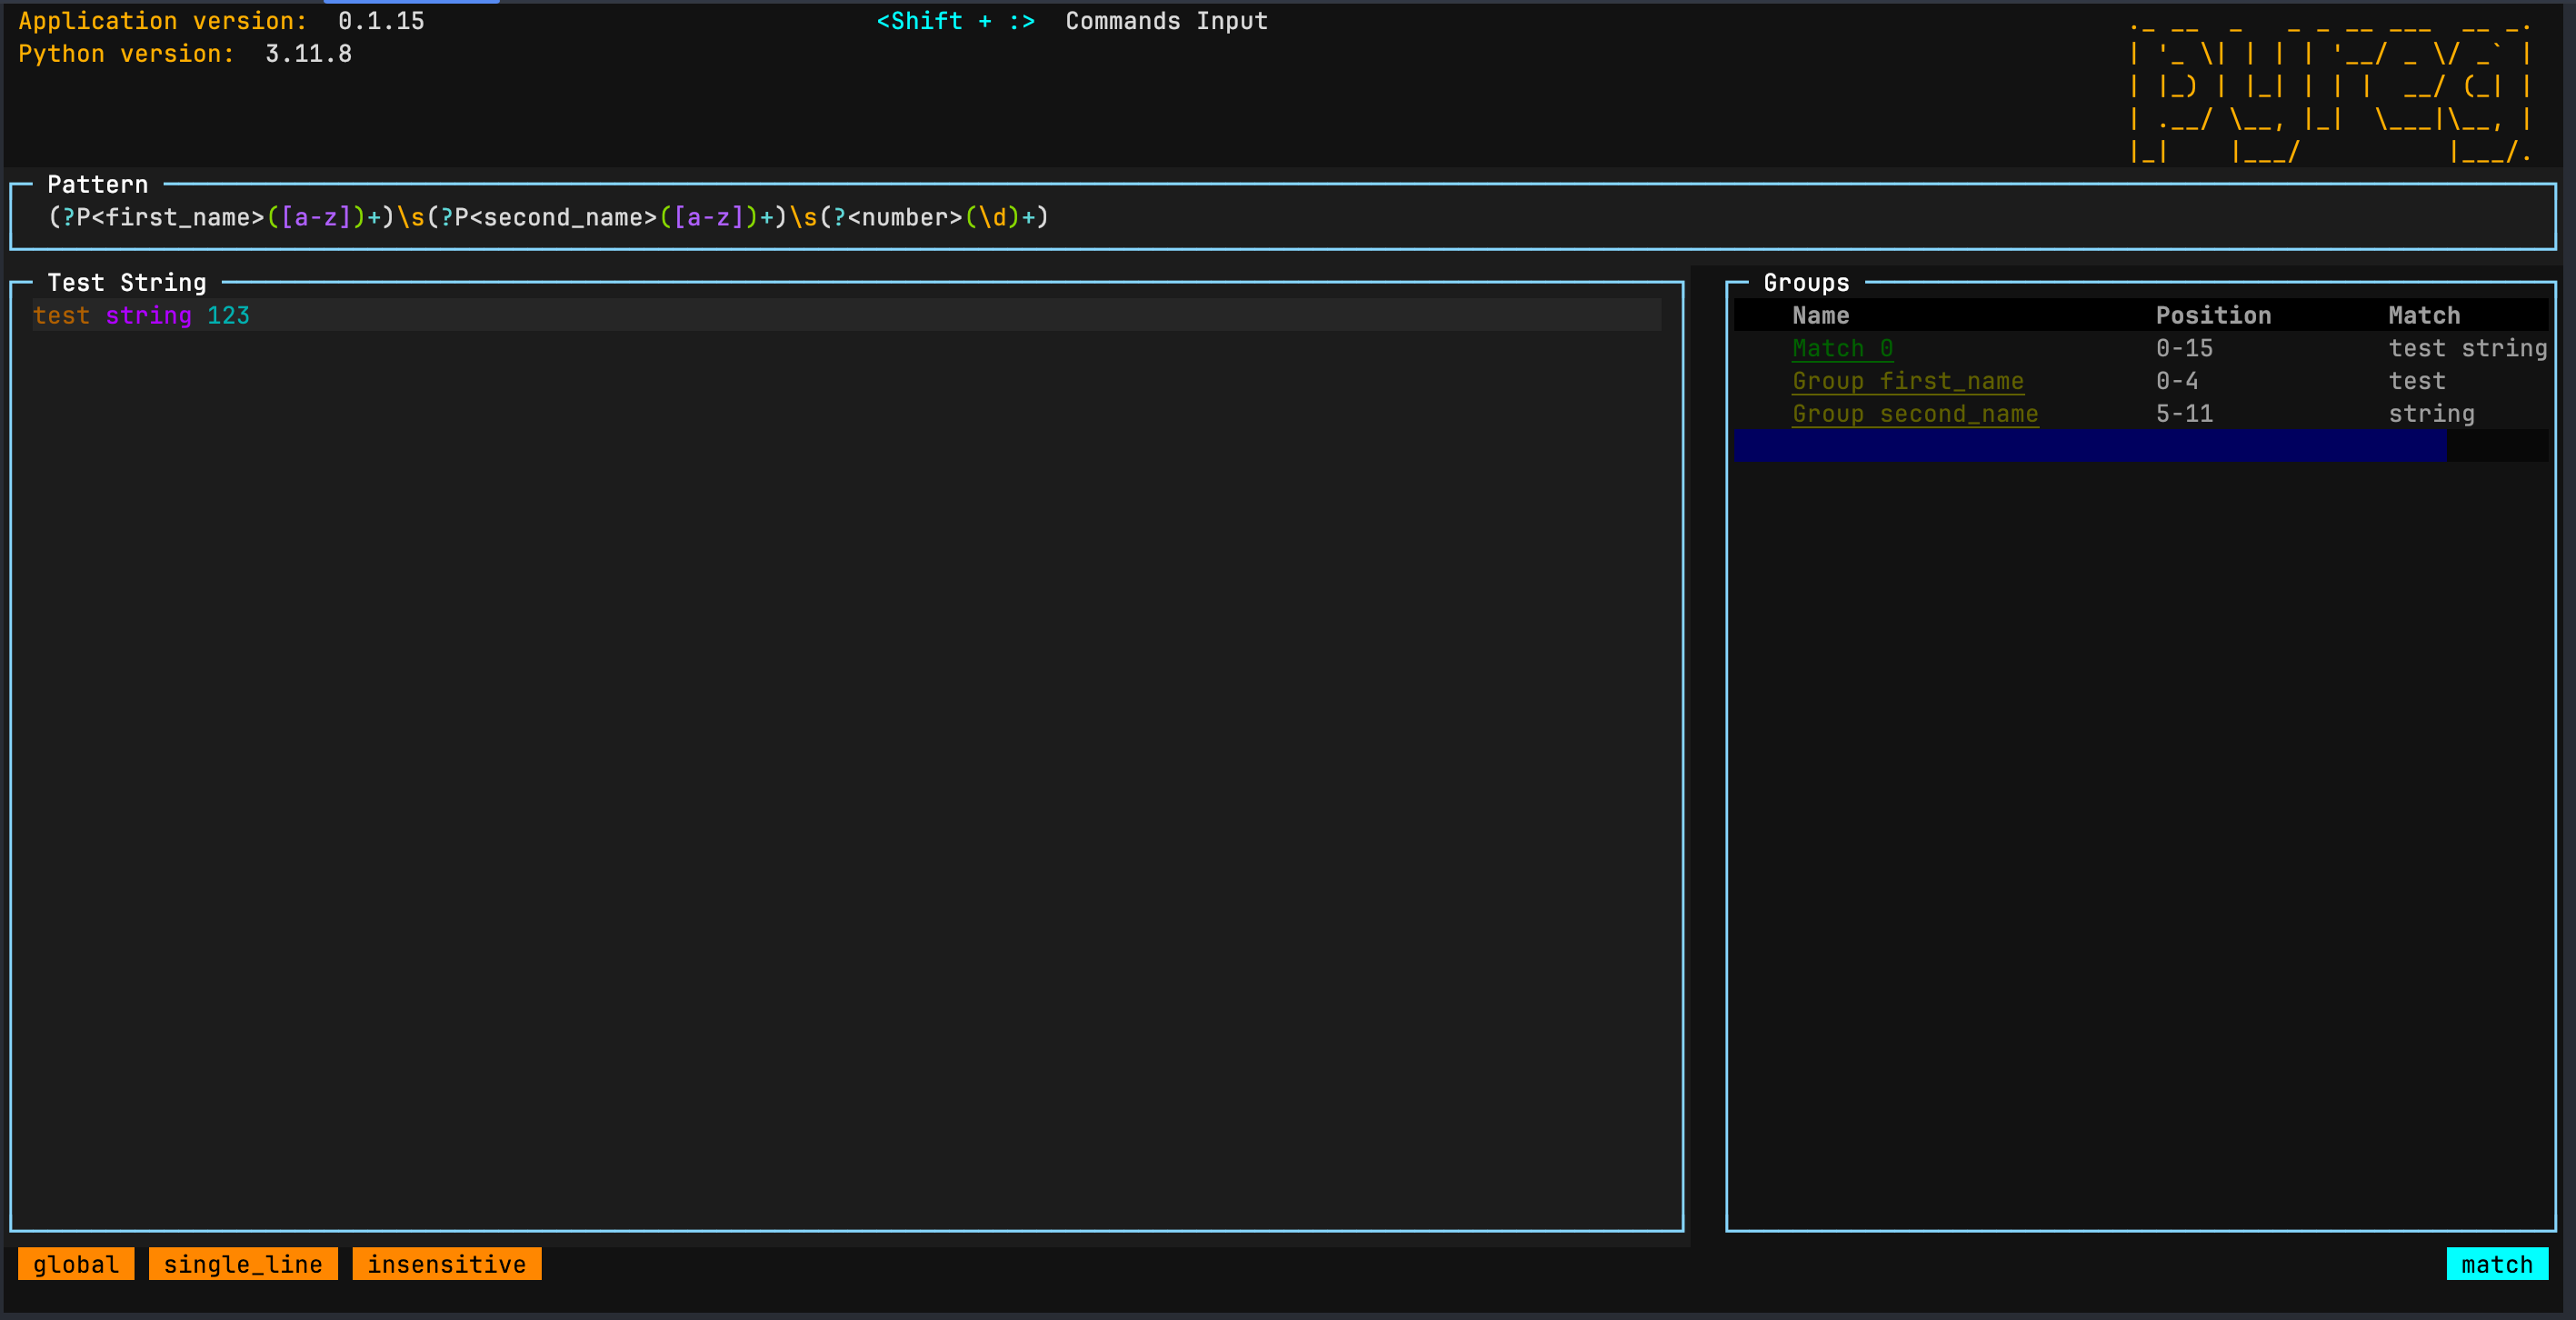 Application version: 0.1.15
Python version: 3.11.8
<Shift + :> Commands Input
pyreg
Pattern
(?P<first_name>([a-z])+)\s(?P<second_name>([a-z])+)\s(?<number>(\d)+)
Test String
test string 123
Groups
Name Position Match
Match 0 0-15 test string
Group first_name 0-4 test
Group second_name 5-11 string
global single_line insensitive
match